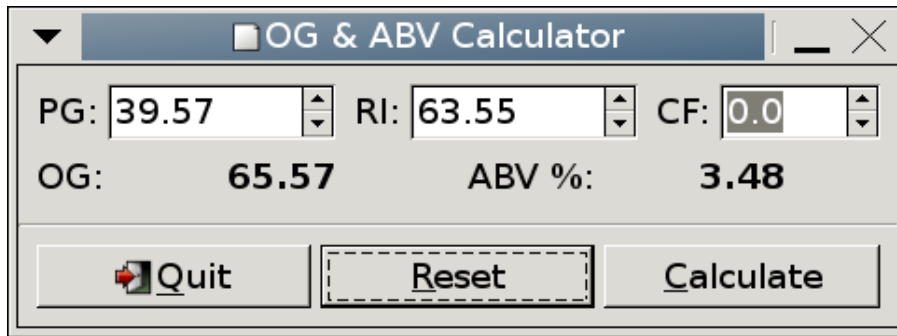 OG & ABV Calculator
PG: 39.57 RI: 63.55 CF: 0.0
OG: 65.57 ABV %: 3.48
Quit Reset Calculate